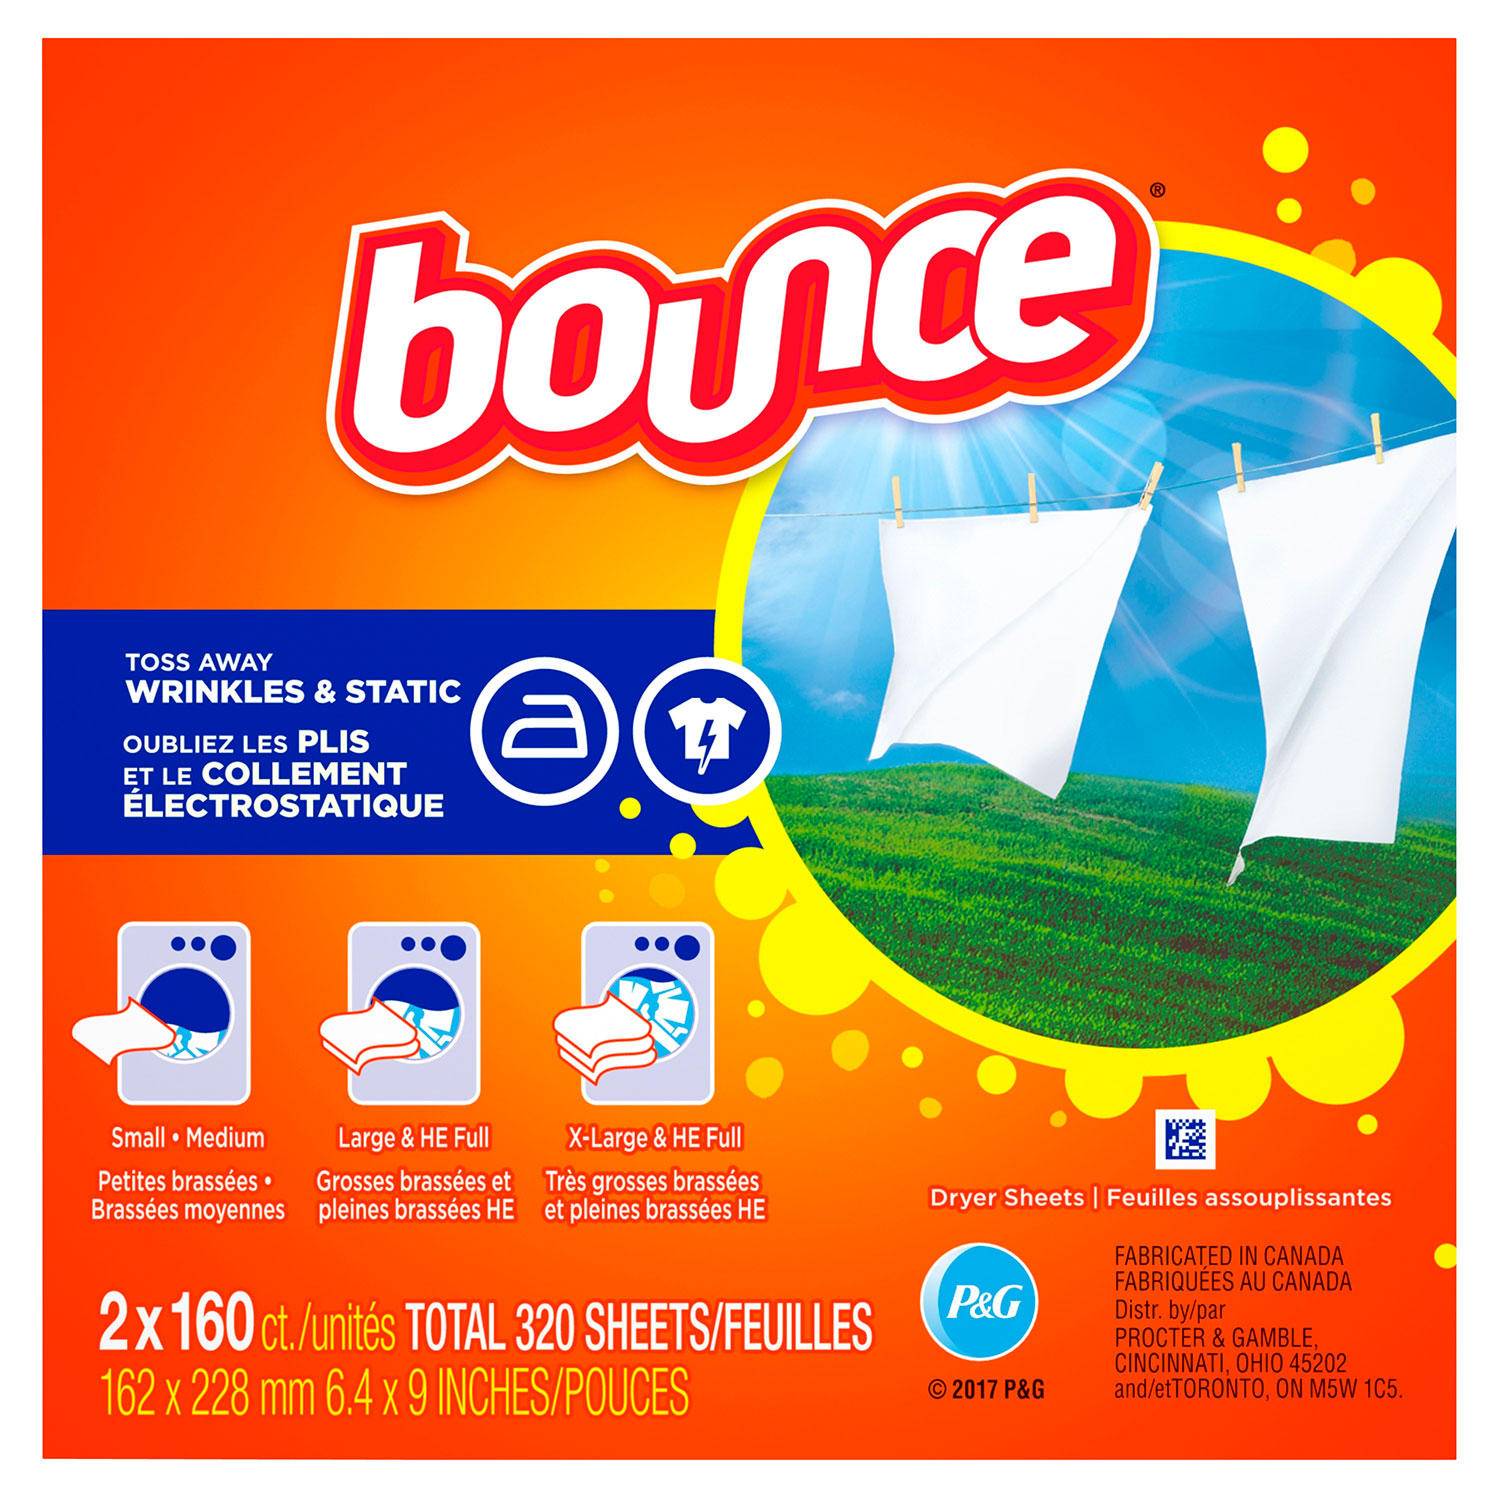 bounce®
TOSS AWAY
WRINKLES & STATIC
OUBLIEZ LES PLIS
ET LE COLLEMENT
ÉLECTROSTATIQUE
Small • Medium
Petites brassées •
Brassées moyennes
Large & HE Full
Grosses brassées et
pleines brassées HE
X-Large & HE Full
Très grosses brassées
et pleines brassées HE
Dryer Sheets | Feuilles assouplissantes
2 x 160 ct./unités TOTAL 320 SHEETS/FEUILLES
162 x 228 mm 6.4 x 9 INCHES/POUCES
P&G
© 2017 P&G
FABRICATED IN CANADA
FABRIQUÉES AU CANADA
Distr. by/par
PROCTER & GAMBLE,
CINCINNATI, OHIO 45202
and/etTORONTO, ON M5W 1C5.